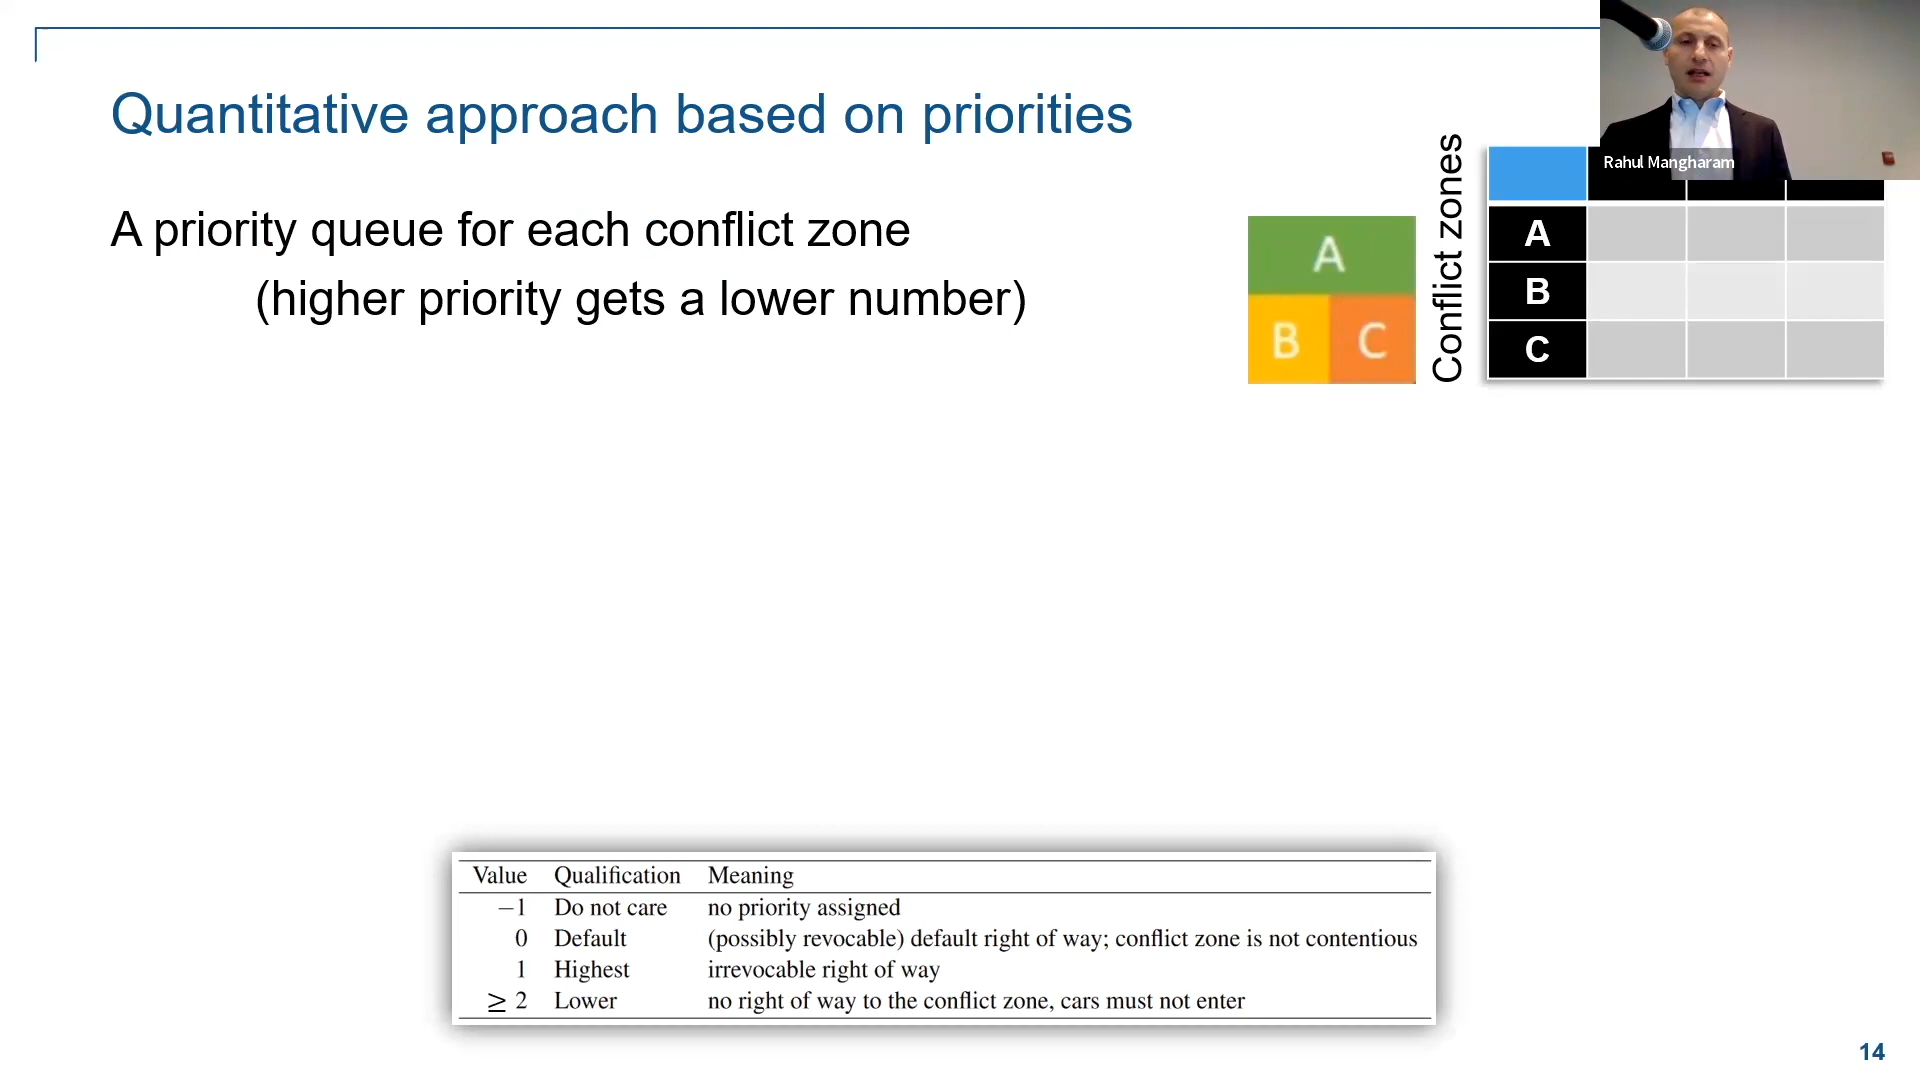 Quantitative approach based on priorities
A priority queue for each conflict zone
(higher priority gets a lower number)
A
B C
Conflict zones
A
B
C
Rahul Mangharam
Value Qualification Meaning
−1 Do not care no priority assigned
0 Default (possibly revocable) default right of way; conflict zone is not contentious
1 Highest irrevocable right of way
≥ 2 Lower no right of way to the conflict zone, cars must not enter
14